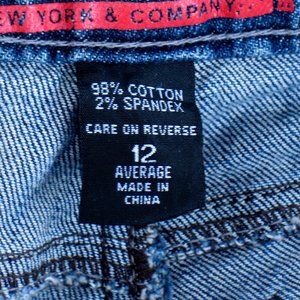 EW YORK & COMPANY...
98% COTTON
2% SPANDEX
CARE ON REVERSE
12
AVERAGE
MADE IN
CHINA